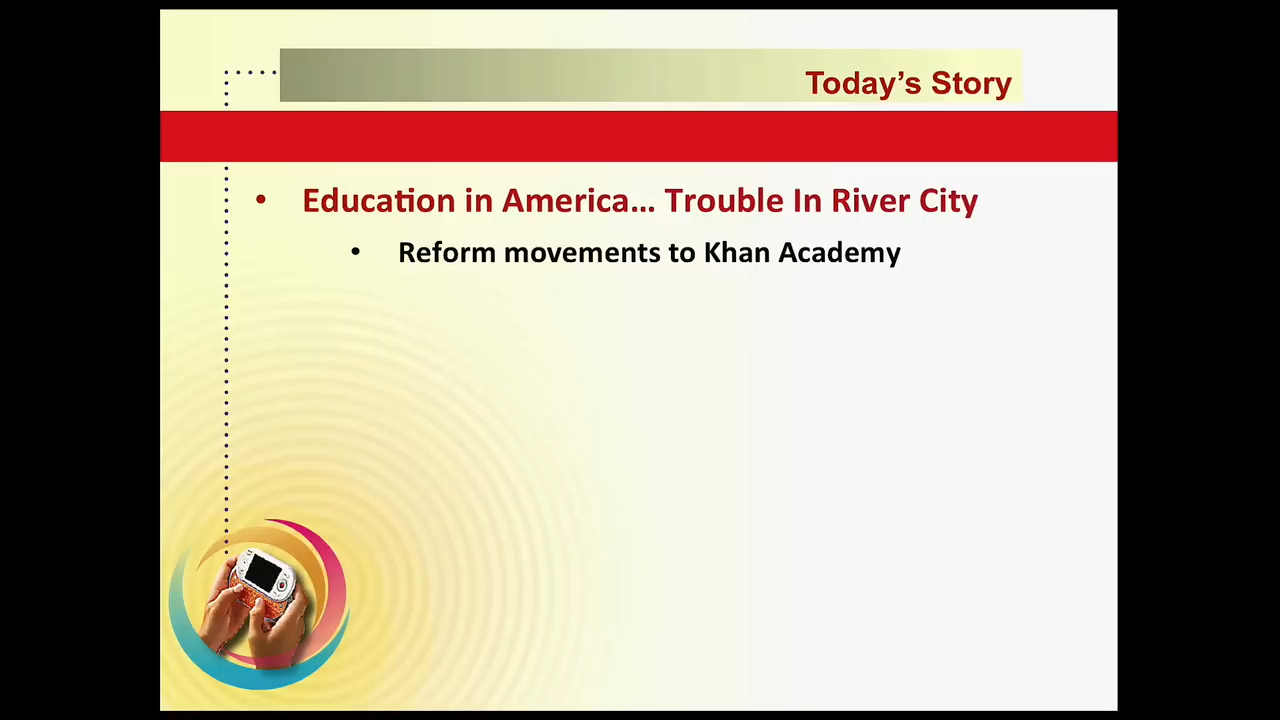 Today’s Story
• Education in America… Trouble In River City
• Reform movements to Khan Academy